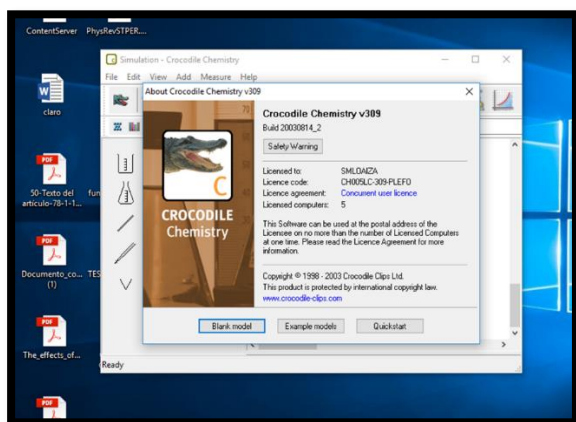 ContentServer
PhysRevSTPER....
claro
50-Texto del
artículo-78-1-1...
fun
Documento_co...
(1)
TES
The_effects_of...
Simulation - Crocodile Chemistry
File Edit View Add Measure Help
About Crocodile Chemistry v309
C
CROCODILE
Chemistry
Crocodile Chemistry v309
Build 20030814_2
Safety Warning
Licensed to: SMLOAIZA
Licence code: CH005LC-309-PLEFO
Licence agreement: Concurrent user licence
Licensed computers: 5
This Software can be used at the postal address of the
Licensee on no more than the number of Licensed Computers
at one time. Please read the Licence Agreement for more
information.
Copyright © 1998 - 2003 Crocodile Clips Ltd.
This product is protected by international copyright law.
www.crocodile-clips.com
Blank model
Example models
Quickstart
Ready